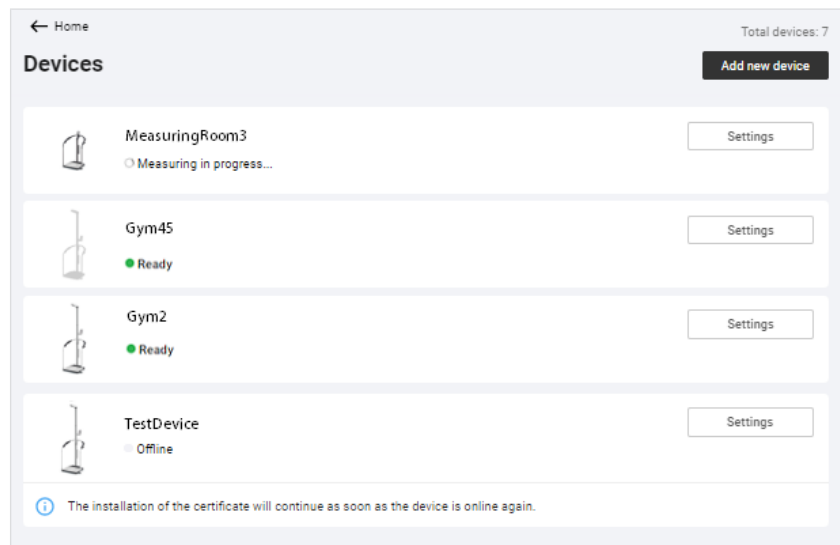 ← Home
Total devices: 7
Devices
Add new device
MeasuringRoom3
Settings
Measuring in progress...
Gym45
Settings
Ready
Gym2
Settings
Ready
TestDevice
Settings
Offline
The installation of the certificate will continue as soon as the device is online again.